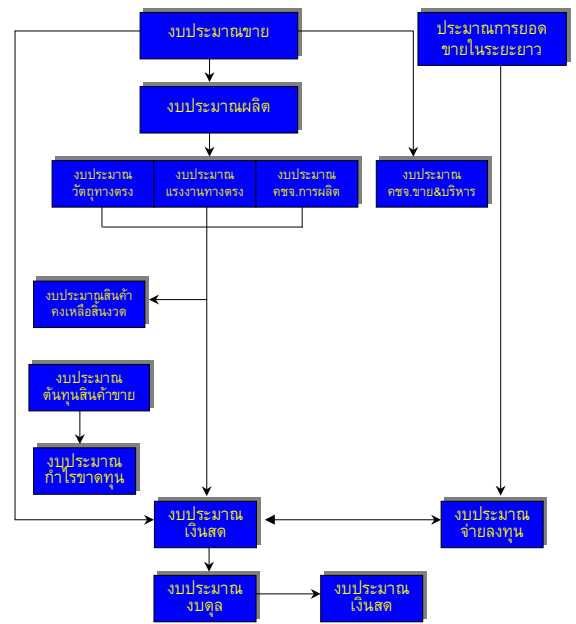 งบประมาณขาย
ประมาณการยอด
ขายในระยะยาว
งบประมาณผลิต
งบประมาณ
วัตถุทางตรง
งบประมาณ
แรงงานทางตรง
งบประมาณ
คชจ.การผลิต
งบประมาณ
คชจ.ขาย&บริหาร
งบประมาณสินค้า
คงเหลือสิ้นงวด
งบประมาณ
ต้นทุนสินค้าขาย
งบประมาณ
กำไรขาดทุน
งบประมาณ
เงินสด
งบประมาณ
จ่ายลงทุน
งบประมาณ
งบดุล
งบประมาณ
เงินสด